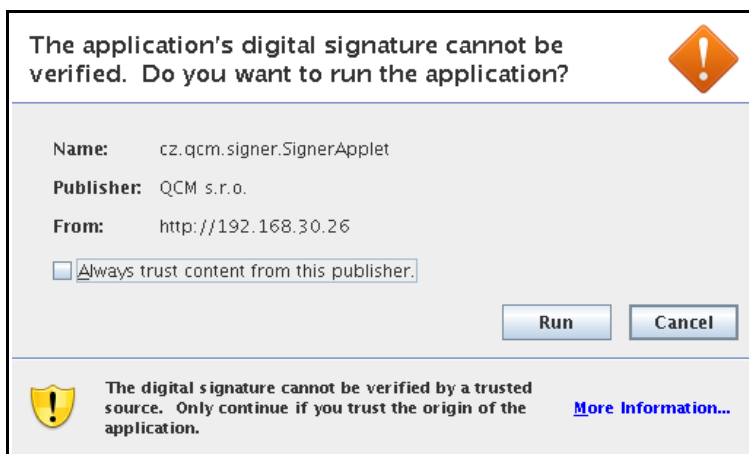 The application's digital signature cannot be
verified.  Do you want to run the application?
Name: cz.qcm.signer.SignerApplet
Publisher: QCM s.r.o.
From: http://192.168.30.26
Always trust content from this publisher.
Run Cancel
The digital signature cannot be verified by a trusted
source.  Only continue if you trust the origin of the
application.
More Information...